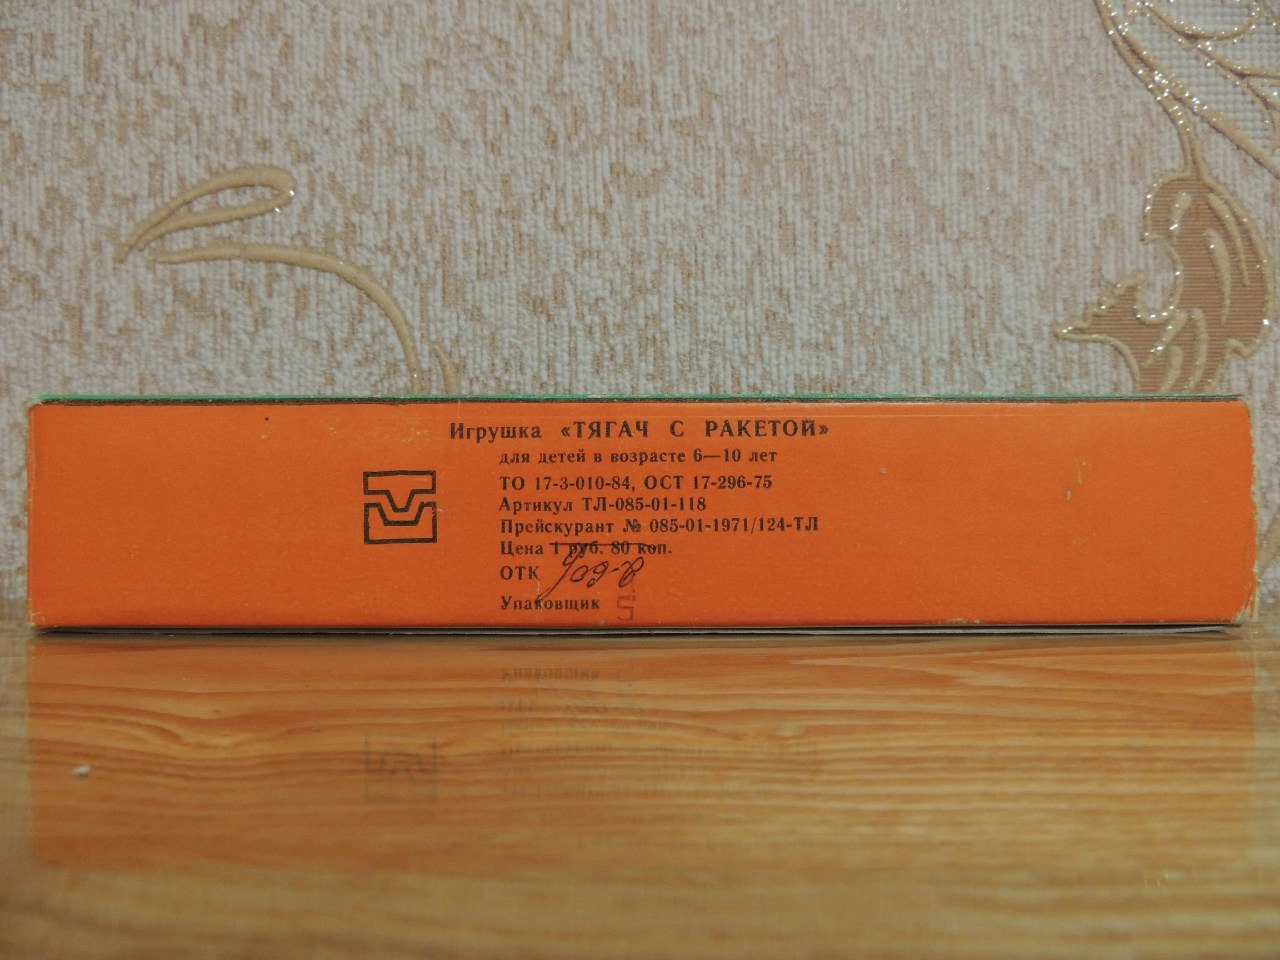 Игрушка «ТЯГАЧ С РАКЕТОЙ»
для детей в возрасте 6—10 лет
ТО 17-3-010-84, ОСТ 17-296-75
Артикул ТЛ-085-01-118
Прейскурант № 085-01-1971/124-ТЛ
Цена 1 руб. 80 коп.
ОТК
Упаковщик